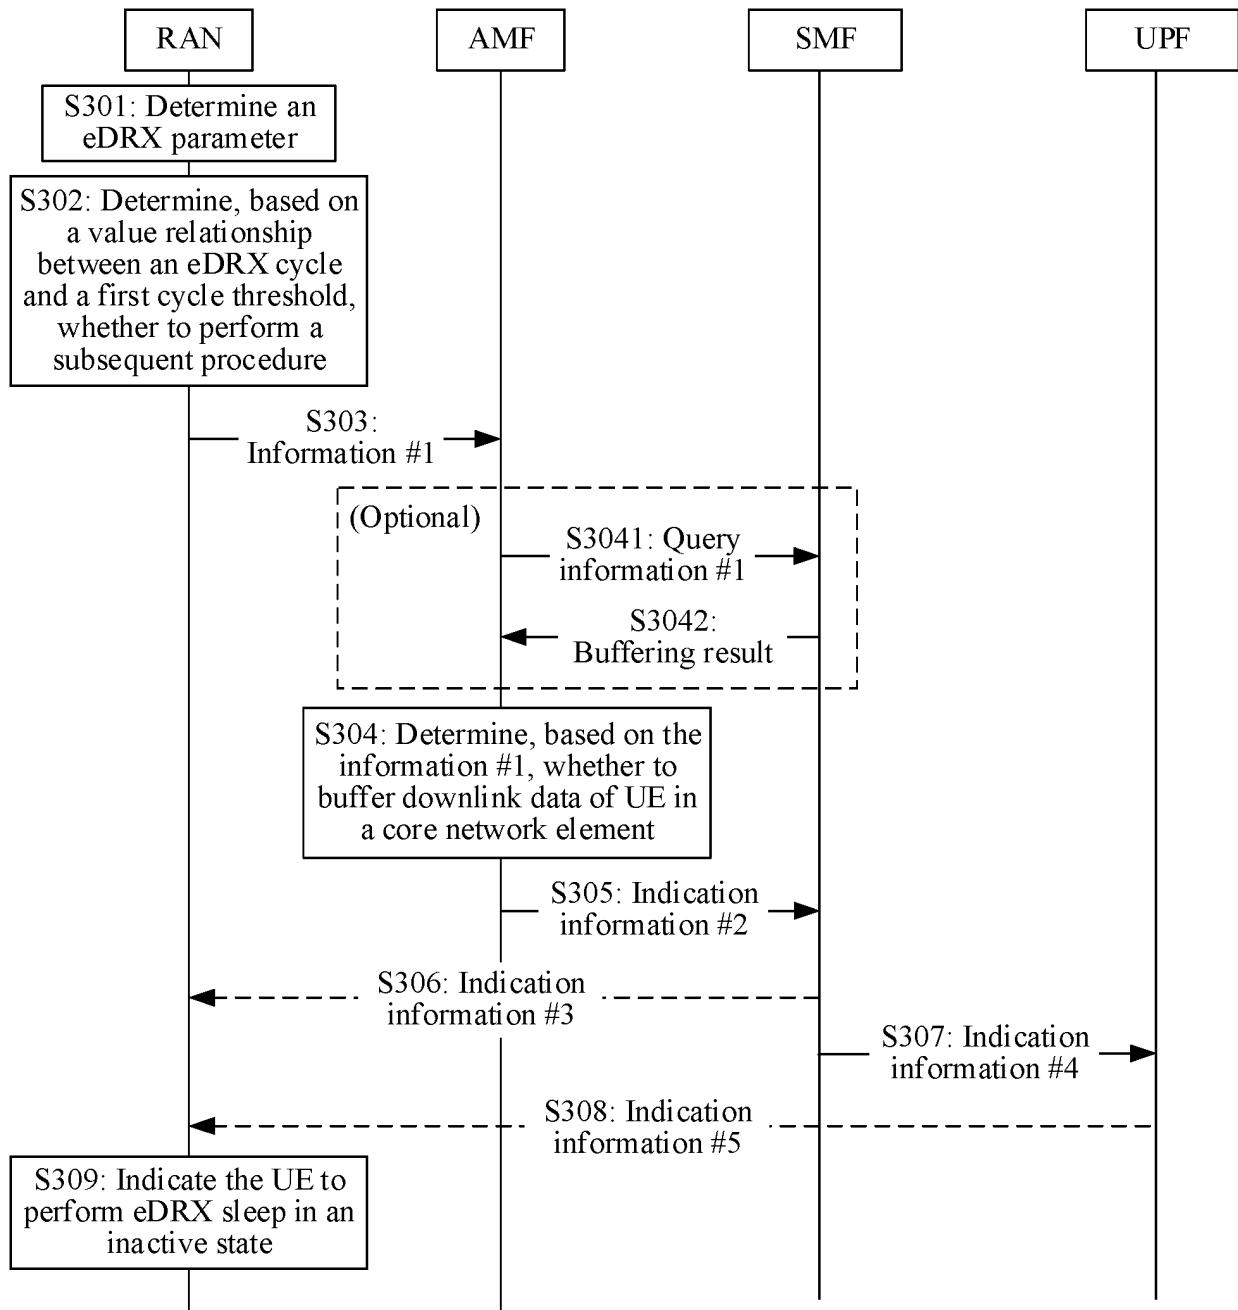 RAN
AMF
SMF
UPF
S301: Determine an
eDRX parameter
S302: Determine, based on
a value relationship
between an eDRX cycle
and a first cycle threshold,
whether to perform a
subsequent procedure
S303:
Information #1
(Optional)
S3041: Query
information #1
S3042:
Buffering result
S304: Determine, based on the
information #1, whether to
buffer downlink data of UE in
a core network element
S305: Indication
information #2
S306: Indication
information #3
S307: Indication
information #4
S308: Indication
information #5
S309: Indicate the UE to
perform eDRX sleep in an
inactive state